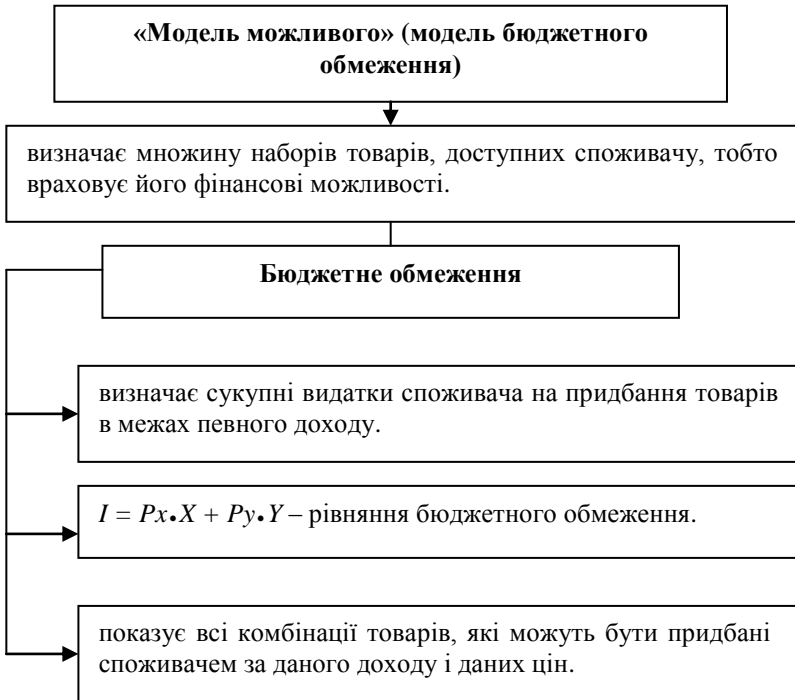 «Модель можливого» (модель бюджетного
обмеження)
визначає множину наборів товарів, доступних споживачу, тобто
враховує його фінансові можливості.
Бюджетне обмеження
визначає сукупні видатки споживача на придбання товарів
в межах певного доходу.
I = Px•X + Py•Y – рівняння бюджетного обмеження.
показує всі комбінації товарів, які можуть бути придбані
споживачем за даного доходу і даних цін.